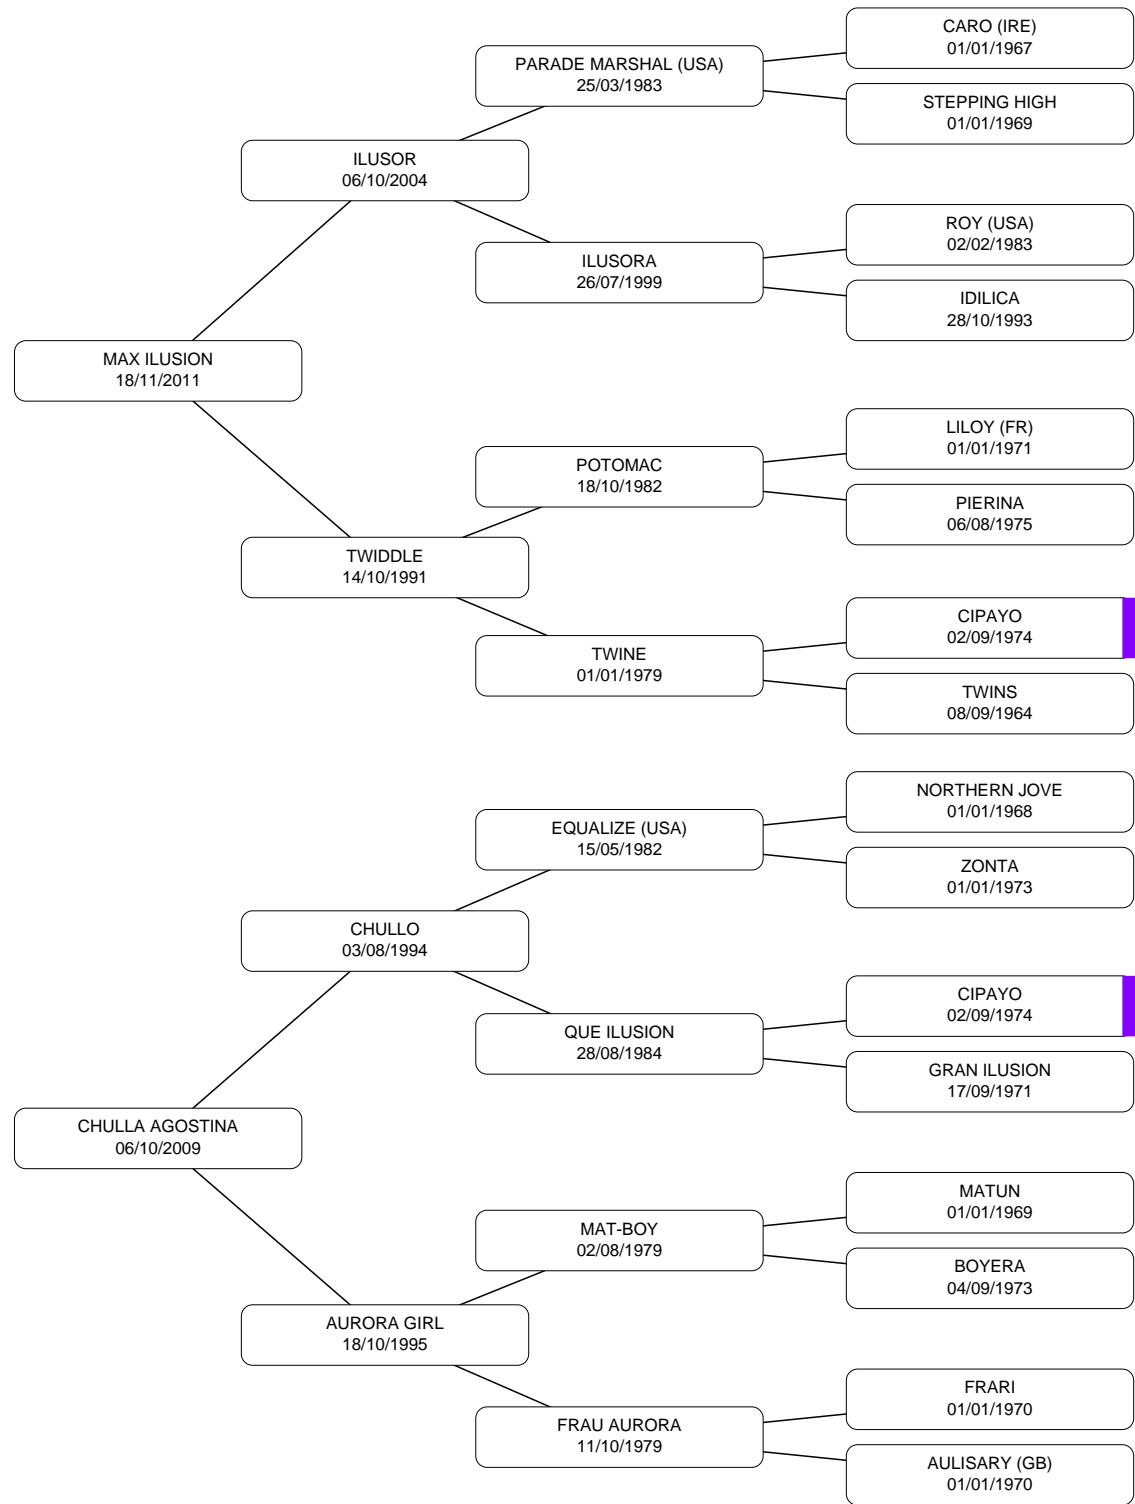 CARO (IRE)
01/01/1967
PARADE MARSHAL (USA)
25/03/1983
STEPPING HIGH
01/01/1969
ILUSOR
06/10/2004
ROY (USA)
02/02/1983
ILUSORA
26/07/1999
IDILICA
28/10/1993
MAX ILUSION
18/11/2011
LILOY (FR)
01/01/1971
POTOMAC
18/10/1982
PIERINA
06/08/1975
TWIDDLE
14/10/1991
CIPAYO
02/09/1974
TWINE
01/01/1979
TWINS
08/09/1964
NORTHERN JOVE
01/01/1968
EQUALIZE (USA)
15/05/1982
ZONTA
01/01/1973
CHULLO
03/08/1994
CIPAYO
02/09/1974
QUE ILUSION
28/08/1984
GRAN ILUSION
17/09/1971
CHULLA AGOSTINA
06/10/2009
MATUN
01/01/1969
MAT-BOY
02/08/1979
BOYERA
04/09/1973
AURORA GIRL
18/10/1995
FRARI
01/01/1970
FRAU AURORA
11/10/1979
AULISARY (GB)
01/01/1970